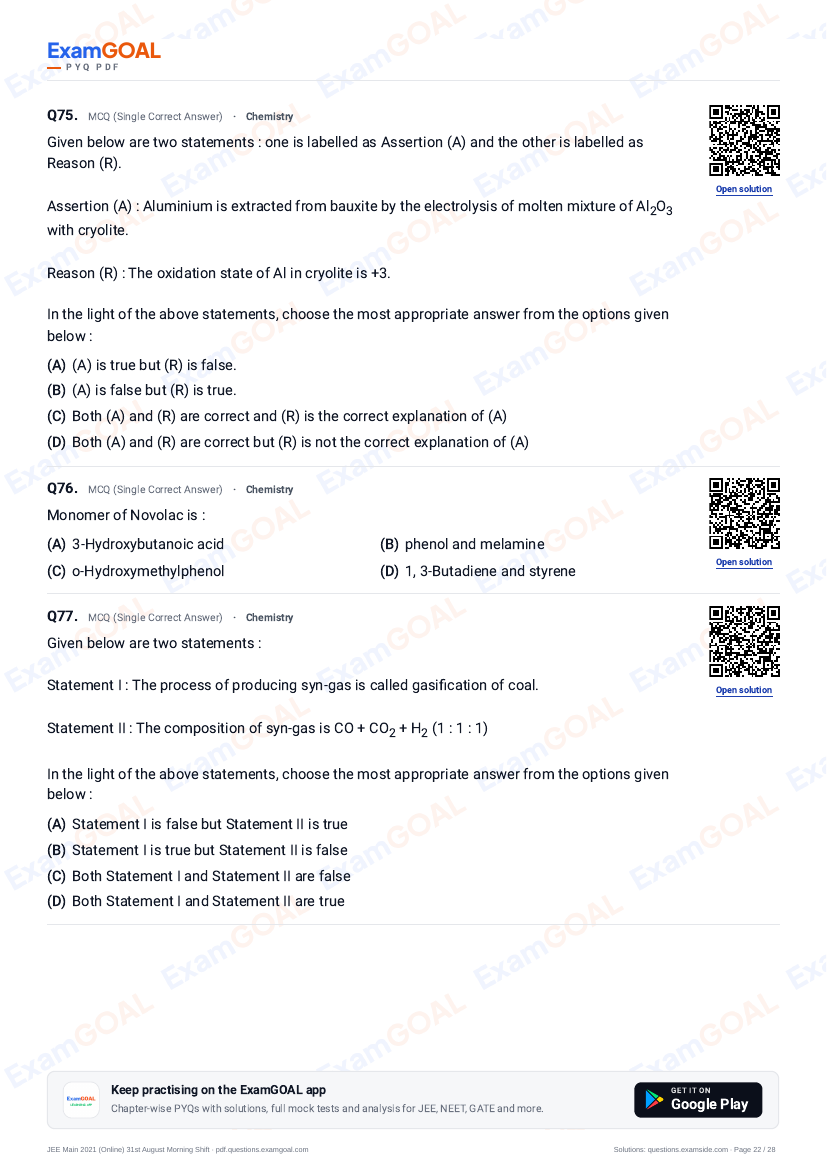 ExamGOAL
PYQ PDF
Q75. MCQ (Single Correct Answer) · Chemistry
Given below are two statements : one is labelled as Assertion (A) and the other is labelled as
Reason (R).
Open solution
Assertion (A) : Aluminium is extracted from bauxite by the electrolysis of molten mixture of Al2O3
with cryolite.
Reason (R) : The oxidation state of Al in cryolite is +3.
In the light of the above statements, choose the most appropriate answer from the options given
below :
(A) (A) is true but (R) is false.
(B) (A) is false but (R) is true.
(C) Both (A) and (R) are correct and (R) is the correct explanation of (A)
(D) Both (A) and (R) are correct but (R) is not the correct explanation of (A)
Q76. MCQ (Single Correct Answer) · Chemistry
Monomer of Novolac is :
(A) 3-Hydroxybutanoic acid (B) phenol and melamine
(C) o-Hydroxymethylphenol (D) 1, 3-Butadiene and styrene
Open solution
Q77. MCQ (Single Correct Answer) · Chemistry
Given below are two statements :
Statement I : The process of producing syn-gas is called gasification of coal.
Open solution
Statement II : The composition of syn-gas is CO + CO2 + H2 (1 : 1 : 1)
In the light of the above statements, choose the most appropriate answer from the options given
below :
(A) Statement I is false but Statement II is true
(B) Statement I is true but Statement II is false
(C) Both Statement I and Statement II are false
(D) Both Statement I and Statement II are true
ExamGOAL
Keep practising on the ExamGOAL app
Chapter-wise PYQs with solutions, full mock tests and analysis for JEE, NEET, GATE and more.
GET IT ON
Google Play
JEE Main 2021 (Online) 31st August Morning Shift · pdf.questions.examgoal.com
Solutions: questions.examside.com · Page 22 / 28